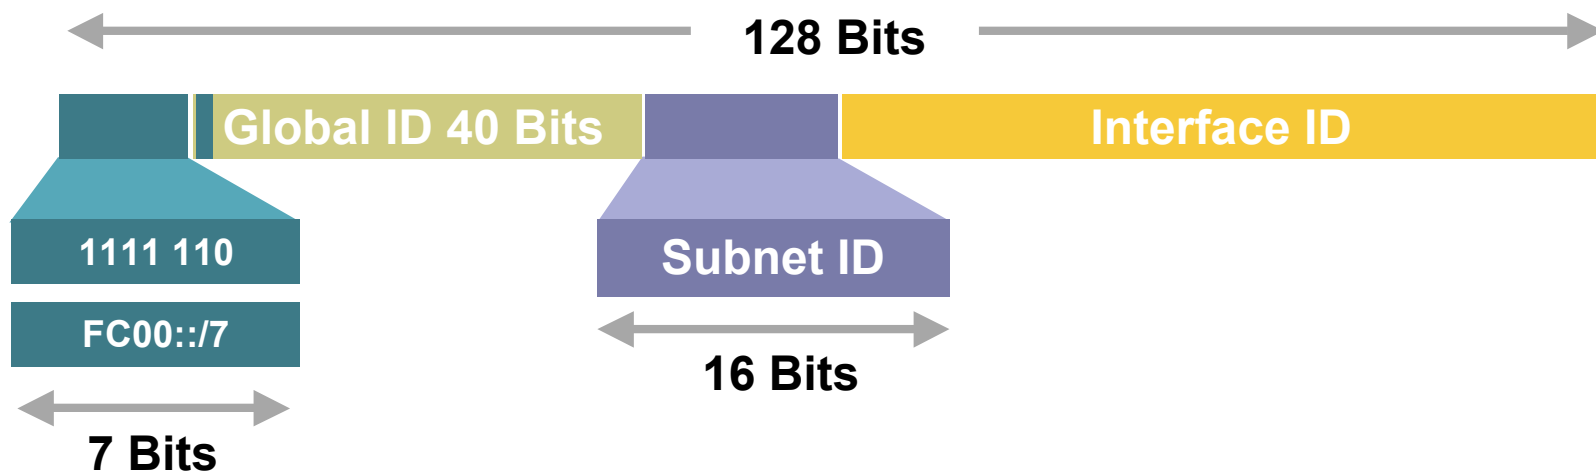 128 Bits
Global ID 40 Bits
Interface ID
1111 110
Subnet ID
FC00::/7
16 Bits
7 Bits